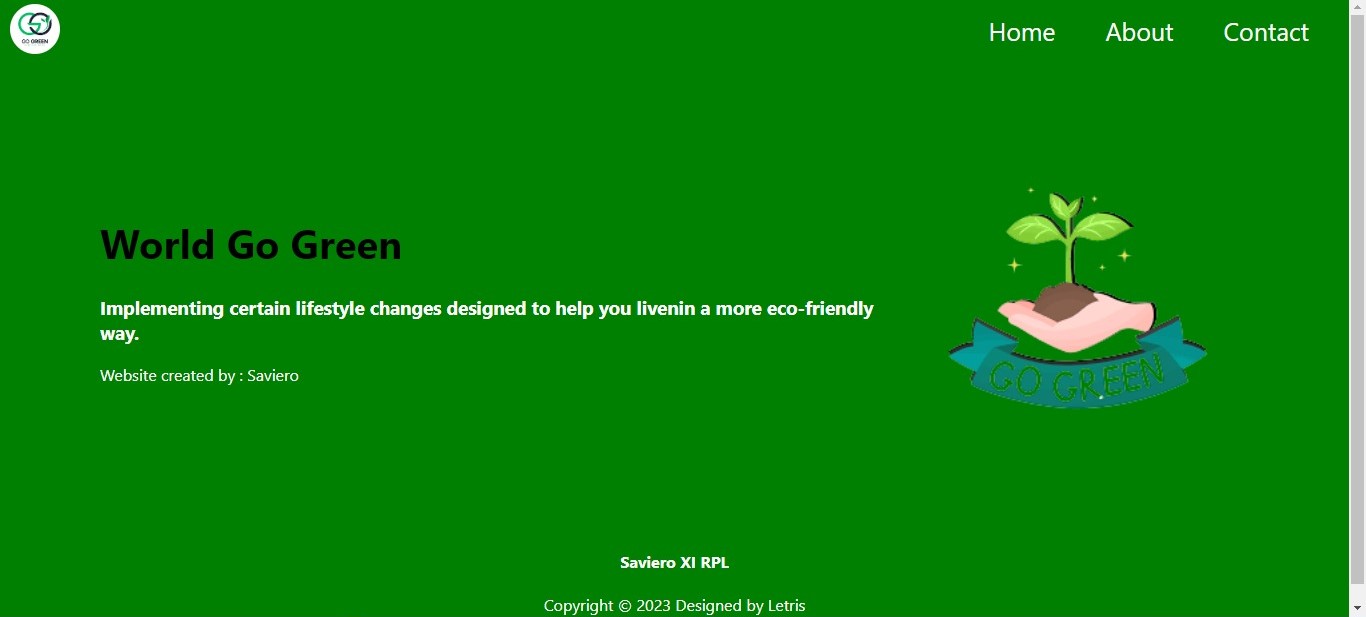 GO GREEN
Home
About
Contact
World Go Green
Implementing certain lifestyle changes designed to help you livenin a more eco-friendly
way.
Website created by : Saviero
GO GREEN
Saviero XI RPL
Copyright © 2023 Designed by Letris